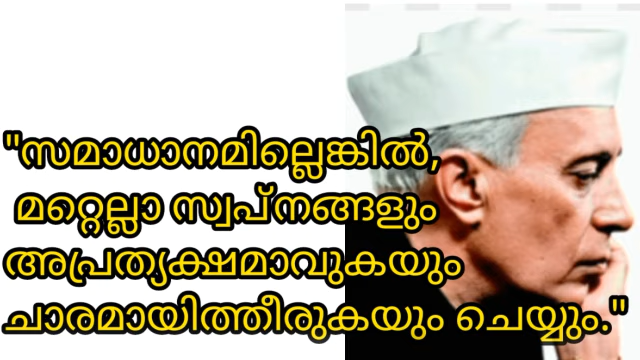 "സമാധാനമില്ലെങ്കിൽ,
മറ്റെല്ലാ സ്വപ്നങ്ങളും
അപ്രത്യക്ഷമാവുകയും
ചാരമായിത്തീരുകയും ചെയ്യും."